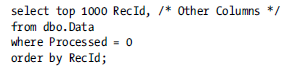 select top 1000 RecId, /* Other Columns */
from dbo.Data
where Processed = 0
order by RecId;